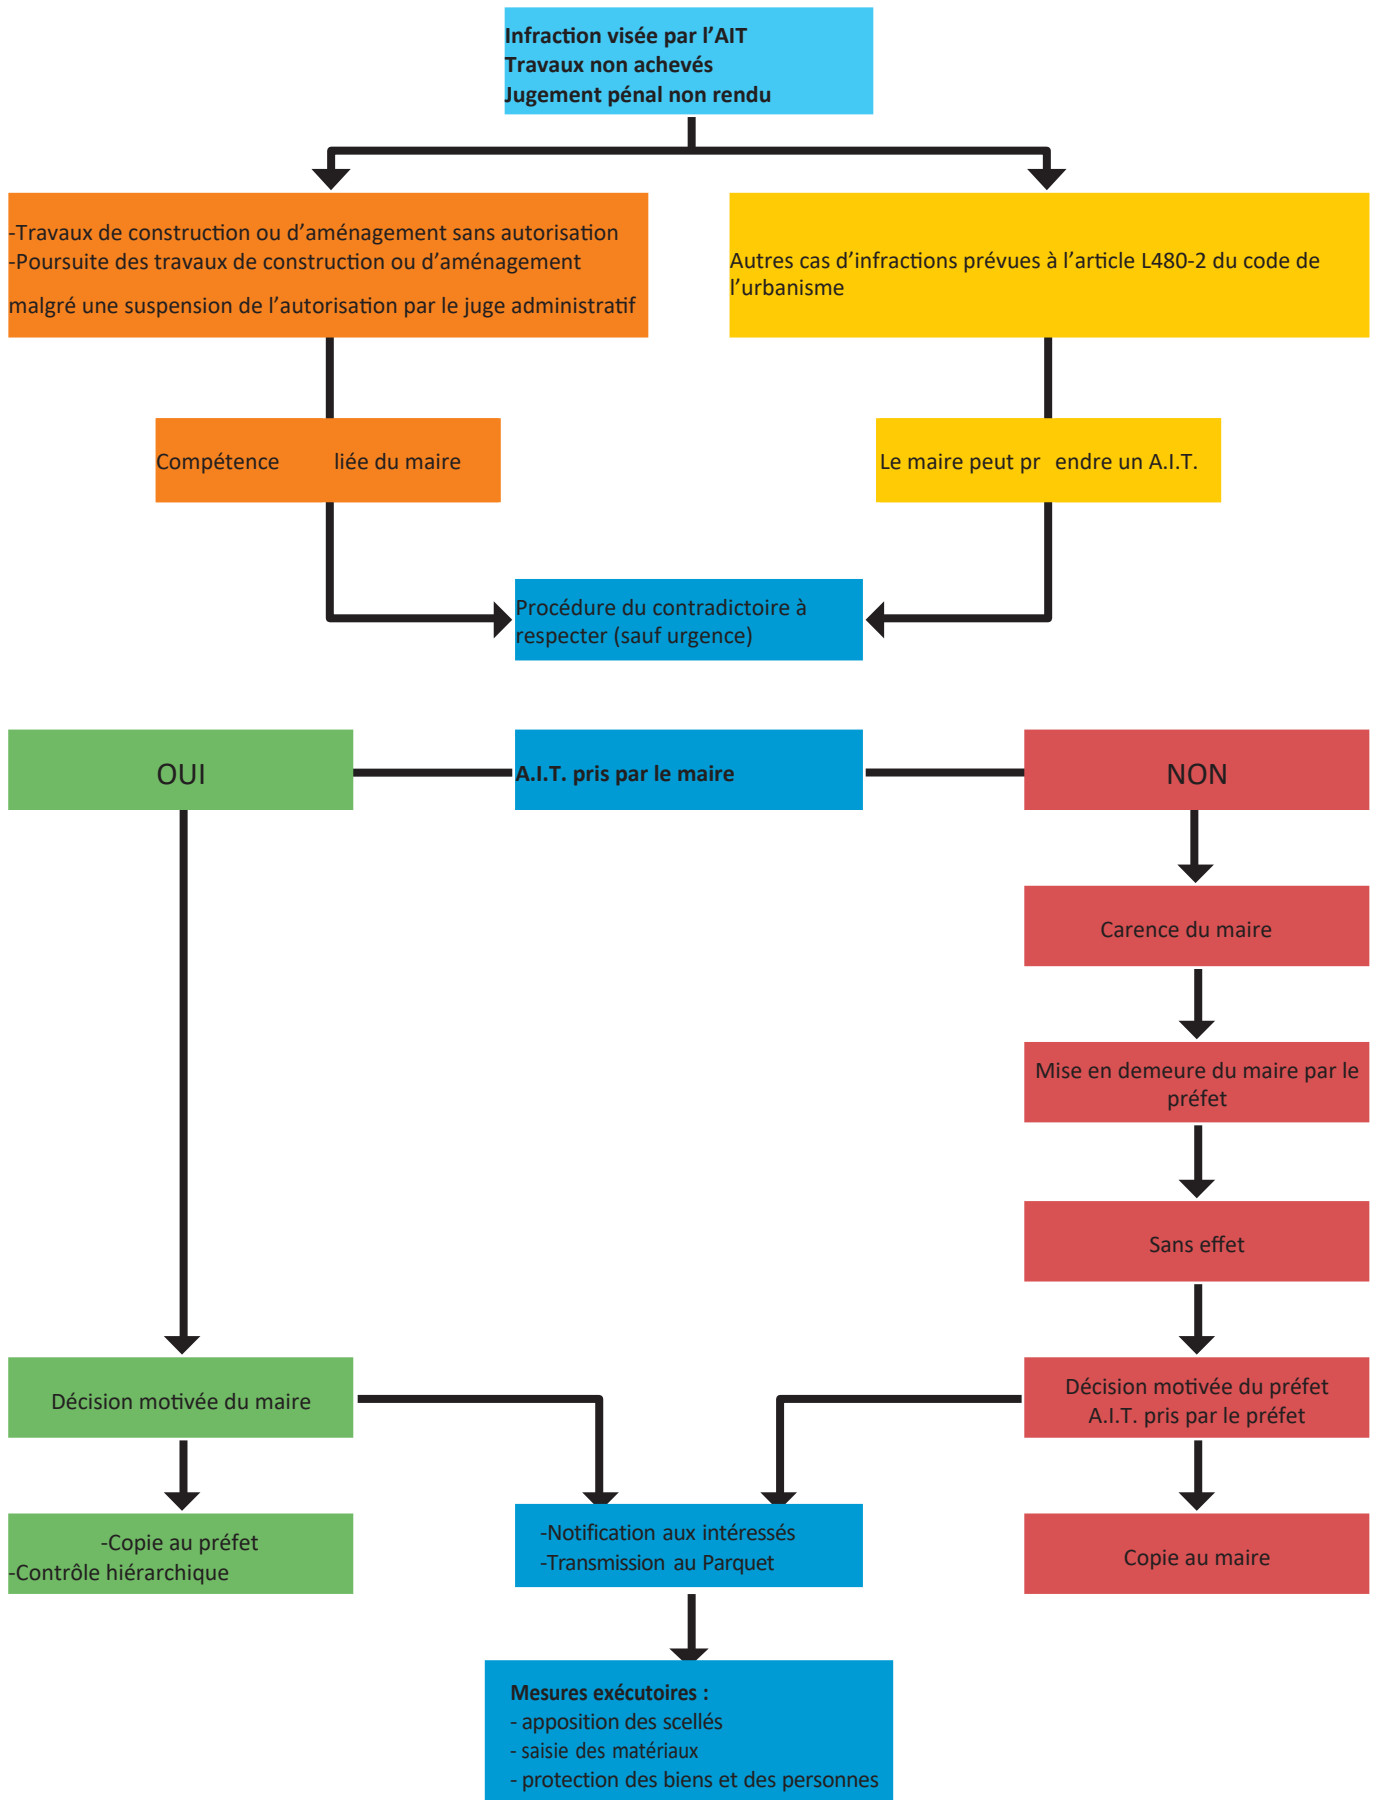 Infraction visée par l’AIT
Travaux non achevés
Jugement pénal non rendu
-Travaux de construction ou d’aménagement sans autorisation
-Poursuite des travaux de construction ou d’aménagement
malgré une suspension de l’autorisation par le juge administratif
Autres cas d’infractions prévues à l’article L480-2 du code de
l’urbanisme
Compétence liée du maire
Le maire peut pr endre un A.I.T.
Procédure du contradictoire à
respecter (sauf urgence)
OUI
A.I.T. pris par le maire
NON
Carence du maire
Mise en demeure du maire par le
préfet
Sans effet
Décision motivée du maire
Décision motivée du préfet
A.I.T. pris par le préfet
-Copie au préfet
-Contrôle hiérarchique
-Notification aux intéressés
-Transmission au Parquet
Copie au maire
Mesures exécutoires :
- apposition des scellés
- saisie des matériaux
- protection des biens et des personnes